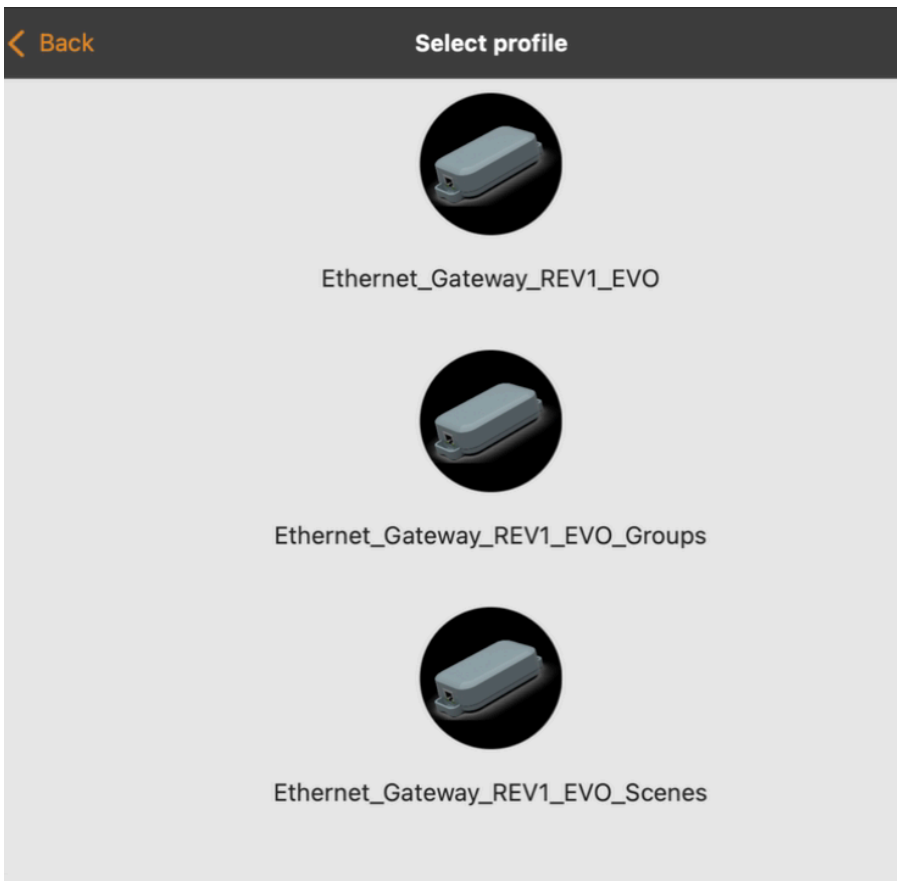 Back
Select profile
Ethernet_Gateway_REV1_EVO
Ethernet_Gateway_REV1_EVO_Groups
Ethernet_Gateway_REV1_EVO_Scenes